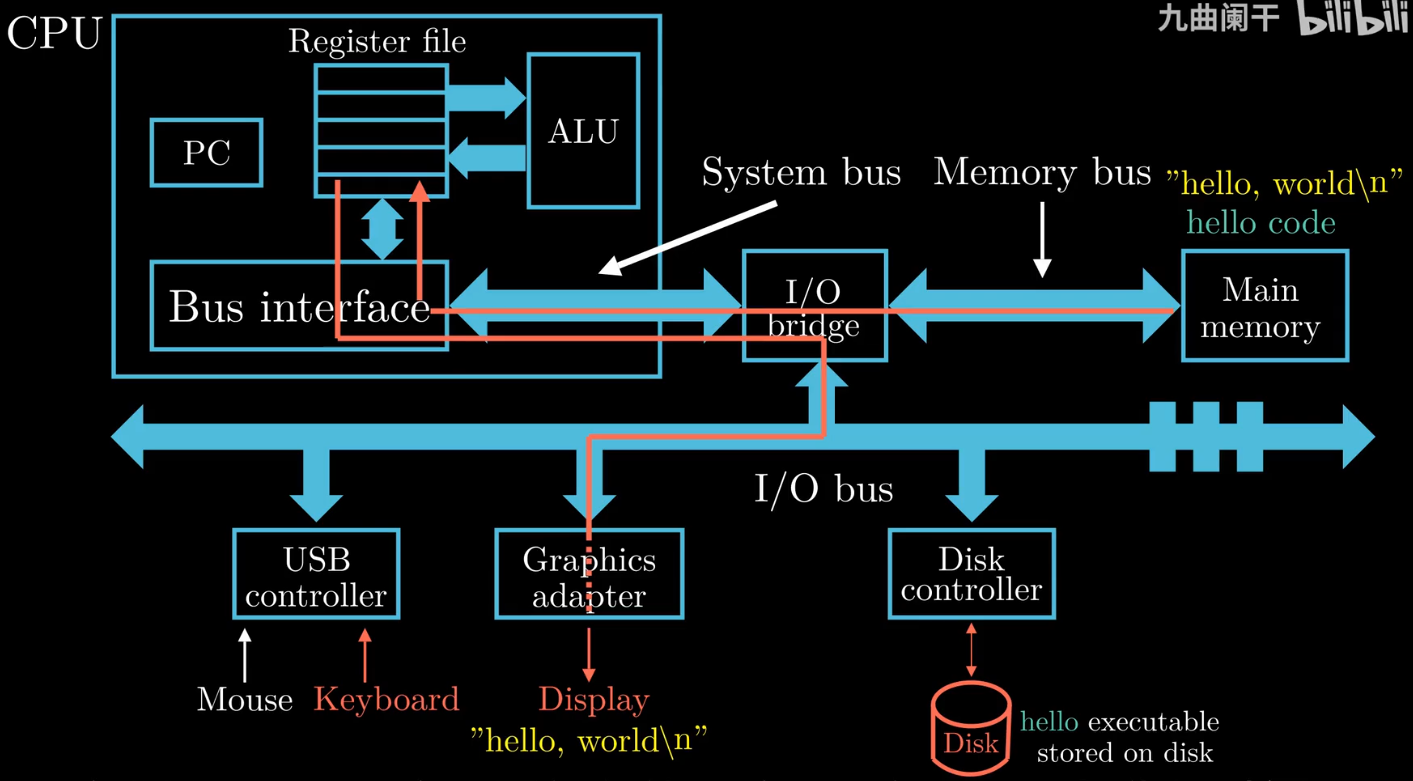 九曲阑干 bilibili
CPU
Register file
PC
ALU
System bus
Memory bus
"hello, world\n"
hello code
Bus interface
I/O
bridge
Main
memory
I/O bus
USB
controller
Graphics
adapter
Disk
controller
Mouse
Keyboard
Display
"hello, world\n"
Disk
hello executable
stored on disk